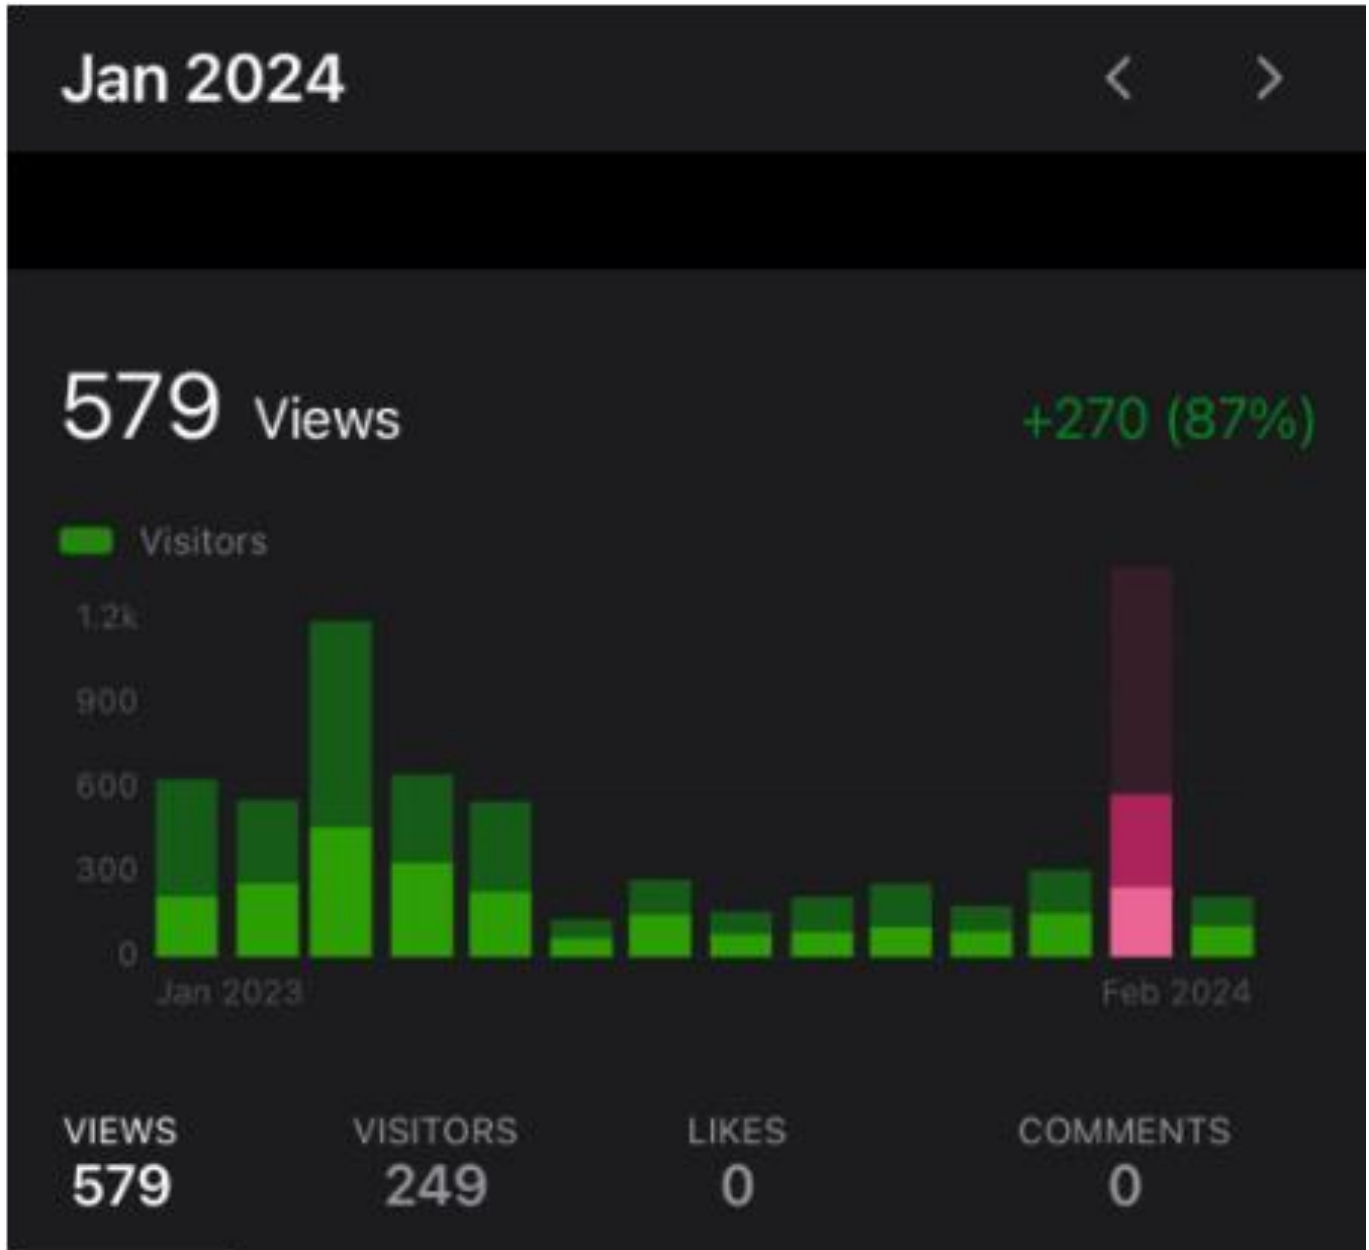 Jan 2024
579 Views
+270 (87%)
Visitors
1.2k
900
600
300
0
Jan 2023 Feb 2024
VIEWS VISITORS LIKES COMMENTS
579 249 0 0